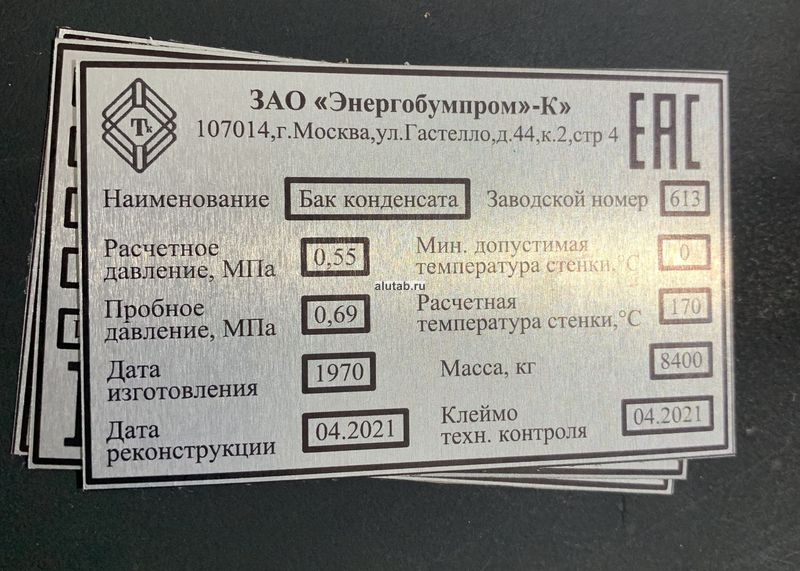 ЗАО «Энергобумпром»-К»
Тк
107014,г.Москва,ул.Гастелло,д.44,к.2,стр 4
ЕАС
Наименование Бак конденсата Заводской номер 613
Расчетное
давление, МПа 0,55
Мин. допустимая
температура стенки,°С 0
alutab.ru
Пробное
давление, МПа 0,69
Расчетная
температура стенки,°С 170
Дата
изготовления 1970
Масса, кг 8400
Дата
реконструкции 04.2021
Клеймо
техн. контроля 04.2021